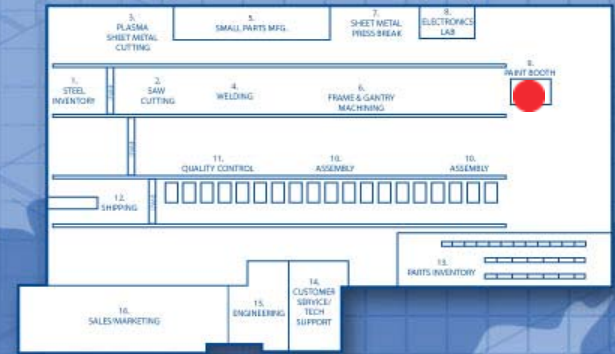 3.
PLASMA
SHEET METAL
CUTTING
5.
SMALL PARTS MFG.
7.
SHEET METAL
PRESS BREAK
8.
ELECTRONICS
LAB
1.
STEEL
INVENTORY
2.
SAW
CUTTING
4.
WELDING
6.
FRAME & GANTRY
MACHINING
9.
PAINT BOOTH
11.
QUALITY CONTROL
10.
ASSEMBLY
10.
ASSEMBLY
12.
SHIPPING
13.
PARTS INVENTORY
14.
CUSTOMER
SERVICE/
TECH
SUPPORT
15.
ENGINEERING
16.
SALES/MARKETING